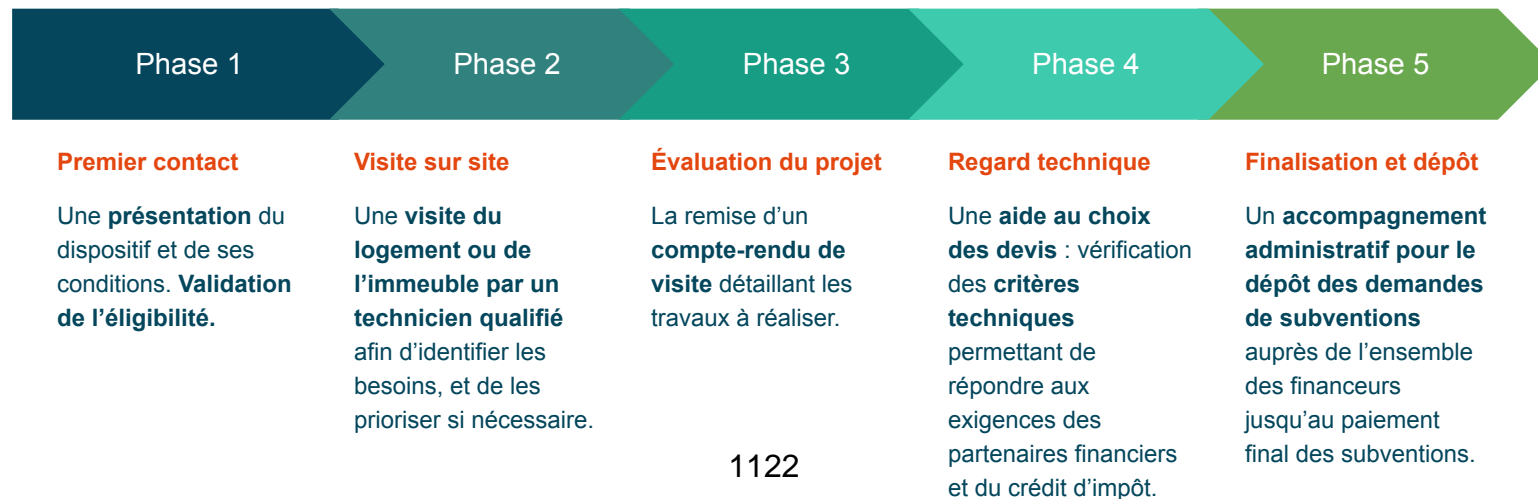 Phase 1
Phase 2
Phase 3
Phase 4
Phase 5
Premier contact
Une présentation du
dispositif et de ses
conditions. Validation
de l’éligibilité.
Visite sur site
Une visite du
logement ou de
l’immeuble par un
technicien qualifié
afin d’identifier les
besoins, et de les
prioriser si nécessaire.
Évaluation du projet
La remise d’un
compte-rendu de
visite détaillant les
travaux à réaliser.
Regard technique
Une aide au choix
des devis : vérification
des critères
techniques
permettant de
répondre aux
exigences des
partenaires financiers
et du crédit d’impôt.
Finalisation et dépôt
Un accompagnement
administratif pour le
dépôt des demandes
de subventions
auprès de l’ensemble
des financeurs
jusqu’au paiement
final des subventions.
1122